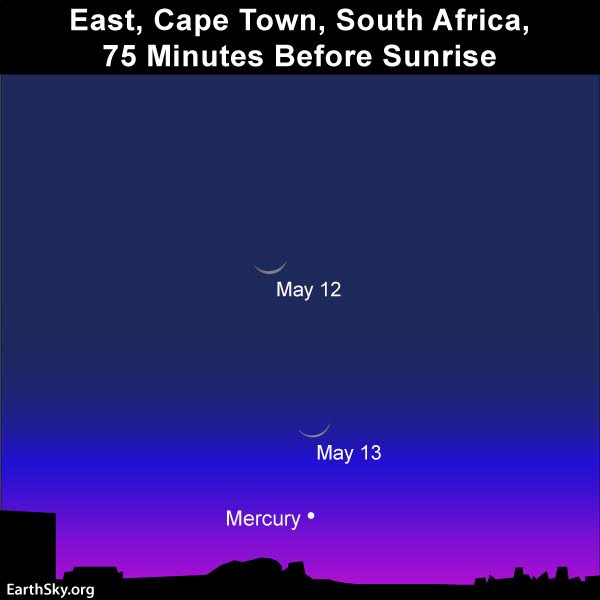 East, Cape Town, South Africa,
75 Minutes Before Sunrise
May 12
May 13
Mercury
EarthSky.org